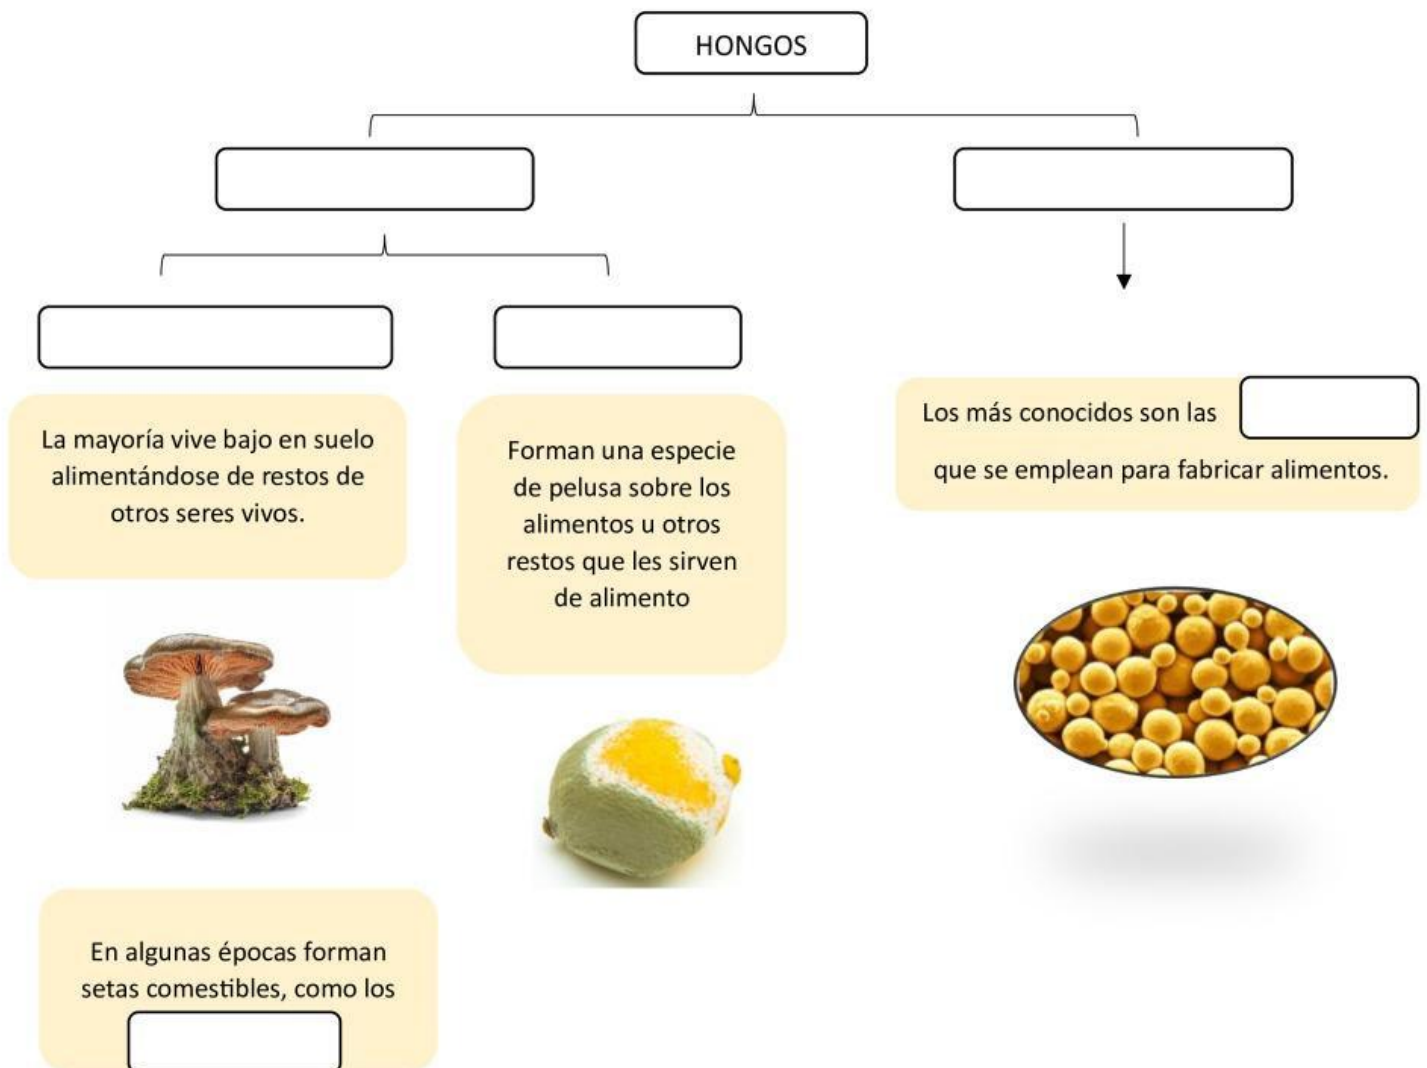 HONGOS
La mayoría vive bajo en suelo
alimentándose de restos de
otros seres vivos.
Forman una especie
de pelusa sobre los
alimentos u otros
restos que les sirven
de alimento
Los más conocidos son las
que se emplean para fabricar alimentos.
En algunas épocas forman
setas comestibles, como los